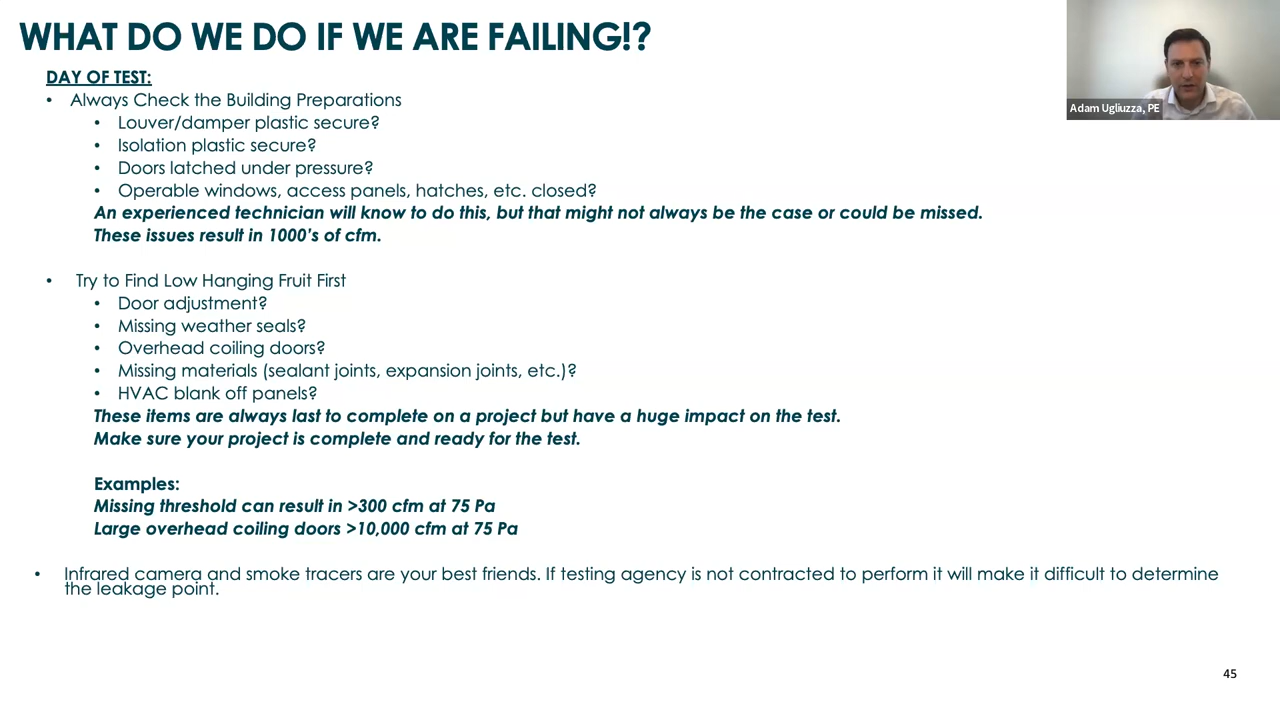 WHAT DO WE DO IF WE ARE FAILING!?
Adam Ugliuzza, PE
DAY OF TEST:
• Always Check the Building Preparations
• Louver/damper plastic secure?
• Isolation plastic secure?
• Doors latched under pressure?
• Operable windows, access panels, hatches, etc. closed?
An experienced technician will know to do this, but that might not always be the case or could be missed.
These issues result in 1000's of cfm.
• Try to Find Low Hanging Fruit First
• Door adjustment?
• Missing weather seals?
• Overhead coiling doors?
• Missing materials (sealant joints, expansion joints, etc.)?
• HVAC blank off panels?
These items are always last to complete on a project but have a huge impact on the test.
Make sure your project is complete and ready for the test.
Examples:
Missing threshold can result in >300 cfm at 75 Pa
Large overhead coiling doors >10,000 cfm at 75 Pa
• Infrared camera and smoke tracers are your best friends. If testing agency is not contracted to perform it will make it difficult to determine
the leakage point.
45